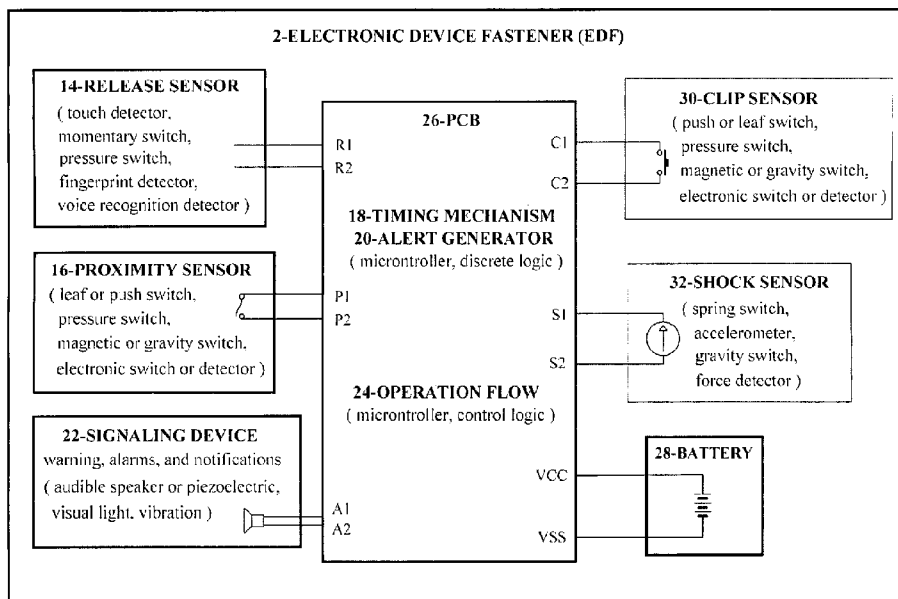 2-ELECTRONIC DEVICE FASTENER (EDF)
14-RELEASE SENSOR
( touch detector,
momentary switch,
pressure switch,
fingerprint detector,
voice recognition detector )
16-PROXIMITY SENSOR
( leaf or push switch,
pressure switch,
magnetic or gravity switch,
electronic switch or detector )
22-SIGNALING DEVICE
warning, alarms, and notifications
( audible speaker or piezoelectric,
visual light, vibration )
26-PCB
R1
R2
18-TIMING MECHANISM
20-ALERT GENERATOR
( microntroller, discrete logic )
P1
P2
24-OPERATION FLOW
( microntroller, control logic )
A1
A2
C1
C2
S1
S2
VCC
VSS
30-CLIP SENSOR
( push or leaf switch,
pressure switch,
magnetic or gravity switch,
electronic switch or detector )
32-SHOCK SENSOR
( spring switch,
accelerometer,
gravity switch,
force detector )
28-BATTERY